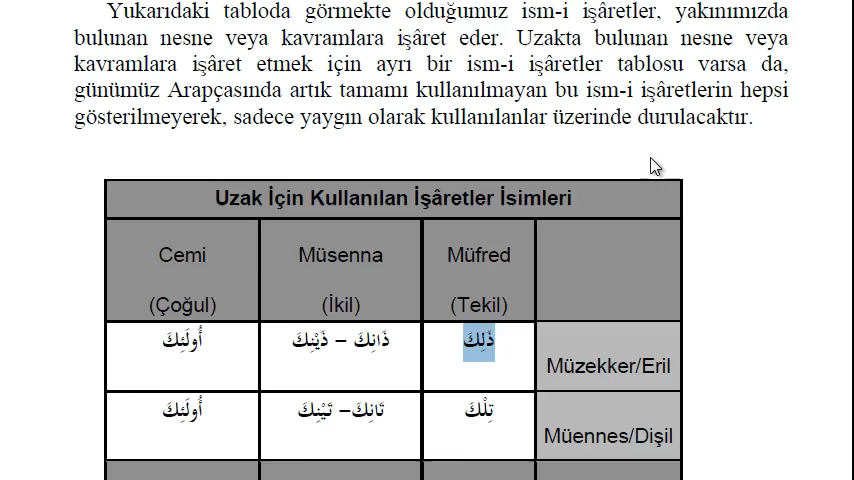 Yukarıdaki tabloda görmekte olduğumuz ism-i işâretler, yakınımızda
bulunan nesne veya kavramlara işâret eder. Uzakta bulunan nesne veya
kavramlara işâret etmek için ayrı bir ism-i işâretler tablosu varsa da,
günümüz Arapçasında artık tamamı kullanılmayan bu ism-i işâretlerin hepsi
gösterilmeyerek, sadece yaygın olarak kullanılanlar üzerinde durulacaktır.
Uzak İçin Kullanılan İşâretler İsimleri
Cemi Müsenna Müfred
(Çoğul) (İkil) (Tekil)
أُولَئِكَ ذَانِكَ – ذَيْنِكَ ذَلِكَ
Müzekker/Eril
أُولَئِكَ تَانِكَ– تَيْنِكَ تِلْكَ
Müennes/Dişil